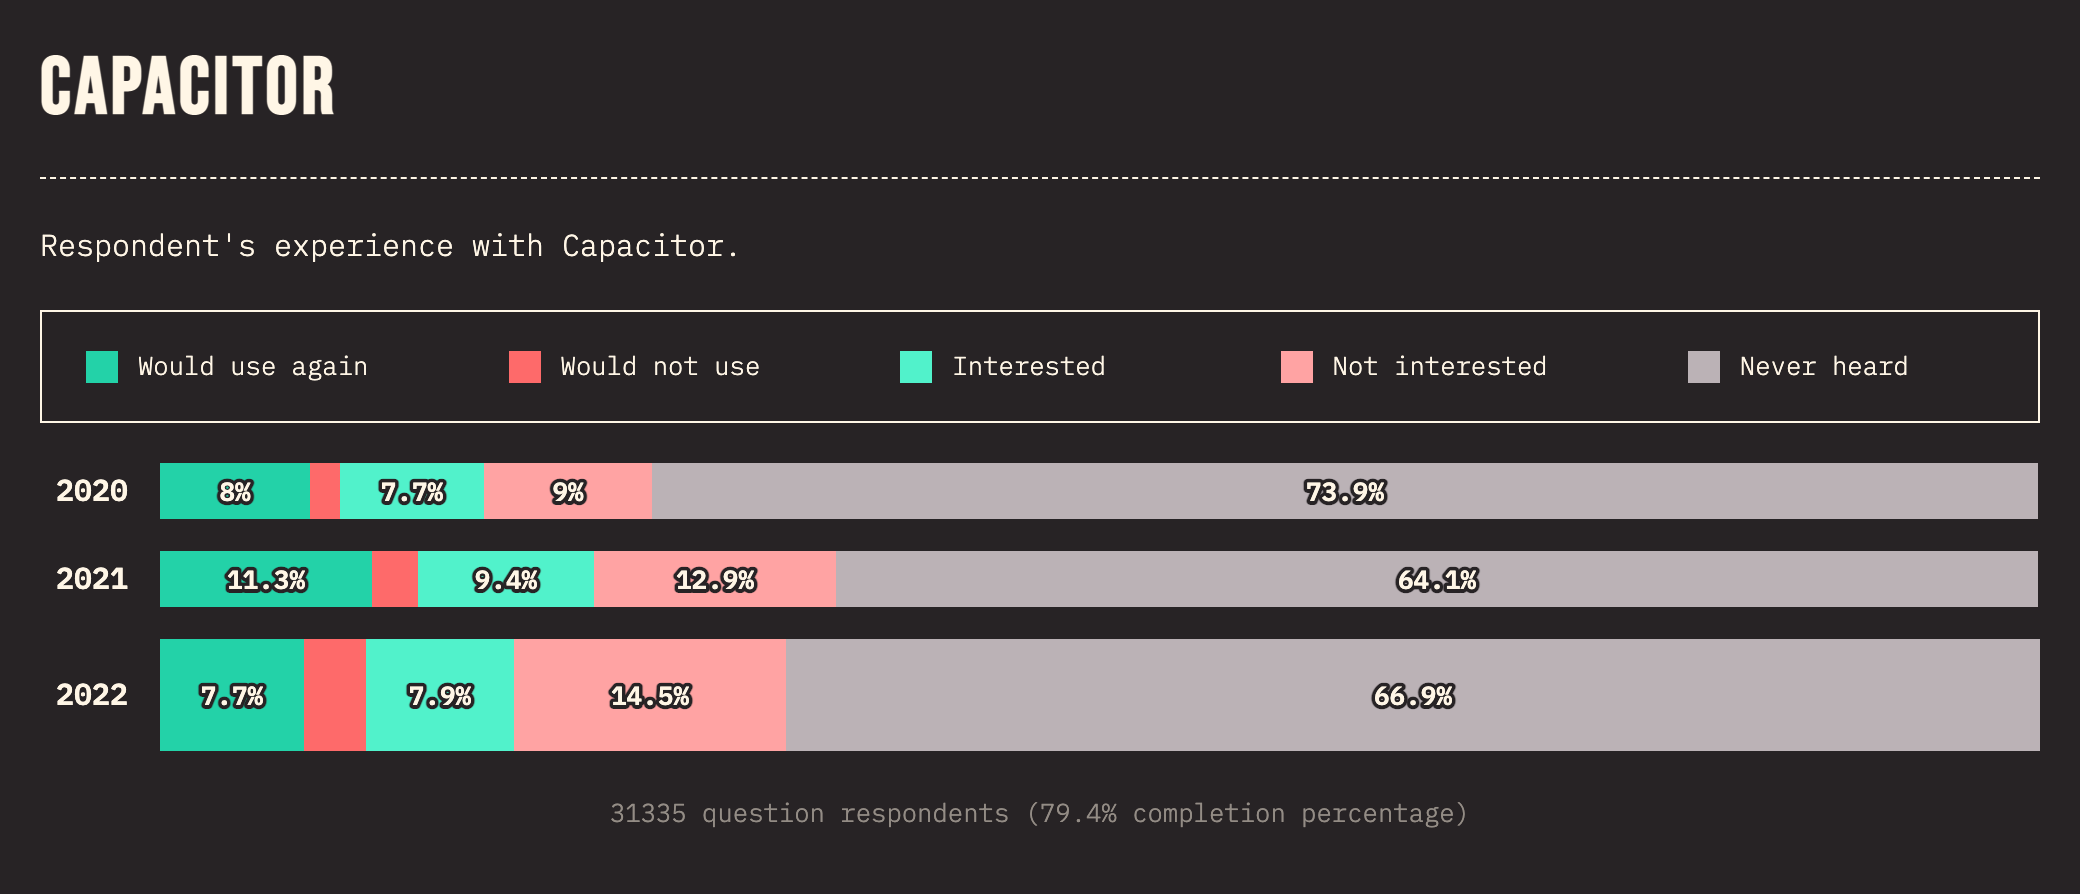 CAPACITOR
Respondent's experience with Capacitor.
Would use again Would not use Interested Not interested Never heard
2020 8% 7.7% 9% 73.9%
2021 11.3% 9.4% 12.9% 64.1%
2022 7.7% 7.9% 14.5% 66.9%
31335 question respondents (79.4% completion percentage)